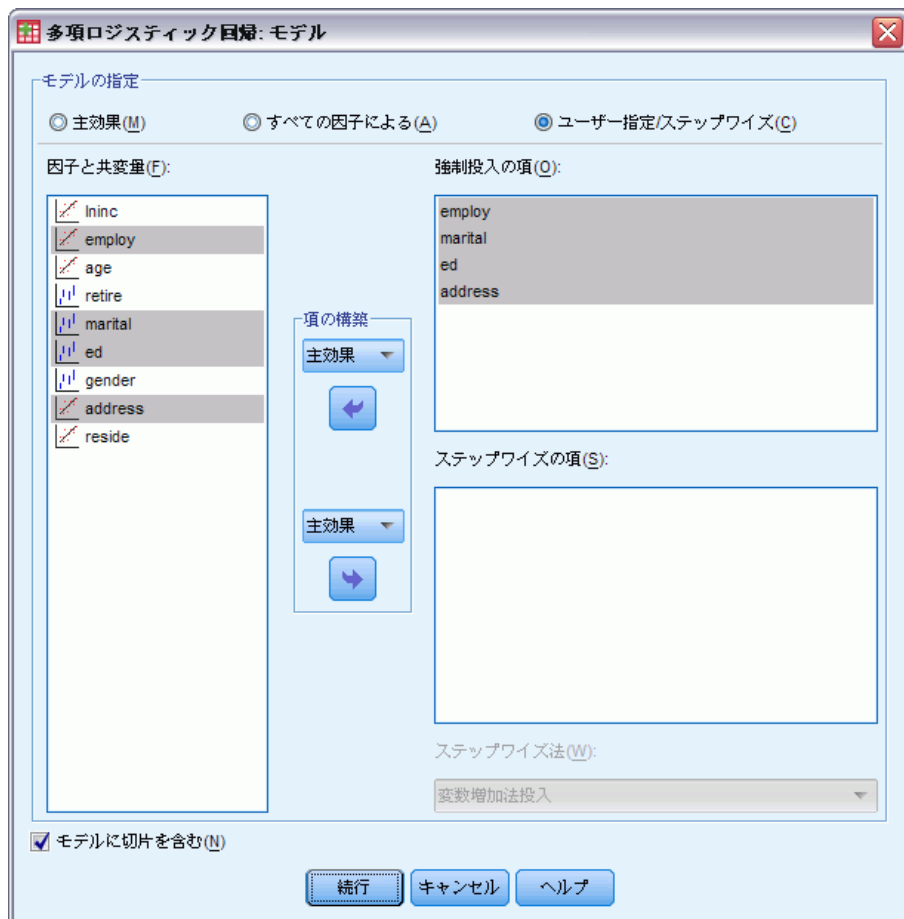 多項ロジスティック回帰: モデル
モデルの指定
主効果(M)
すべての因子による(A)
ユーザー指定/ステップワイズ(C)
因子と共変量(F):
lninc
employ
age
retire
marital
ed
gender
address
reside
項の構築
主効果
主効果
強制投入の項(O):
employ
marital
ed
address
ステップワイズの項(S):
ステップワイズ法(W):
変数増加法投入
モデルに切片を含む(N)
続行
キャンセル
ヘルプ